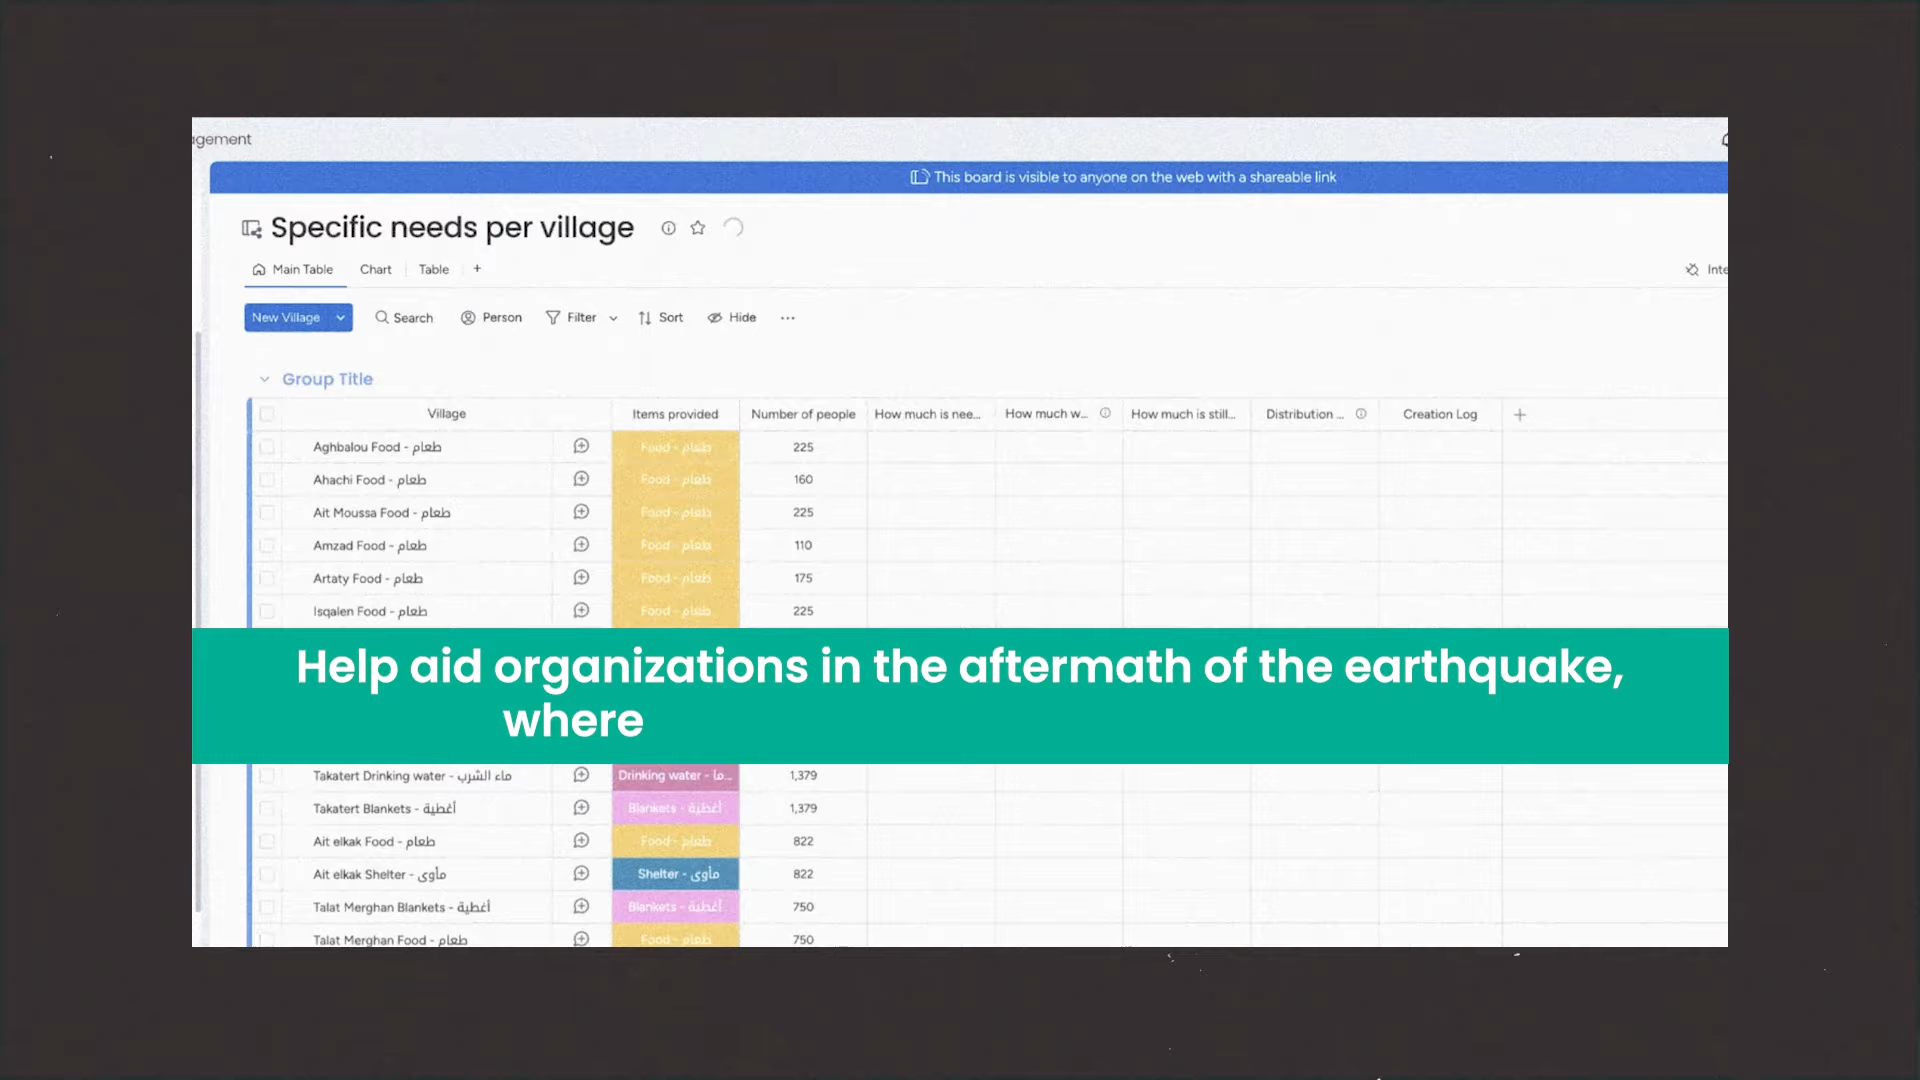 agement
This board is visible to anyone on the web with a shareable link
Specific needs per village
Main Table Chart Table +
Inte
New Village Search Person Filter Sort Hide ...
Group Title
Village Items provided Number of people How much is nee... How much w... How much is still... Distribution ... Creation Log +
Aghbalou Food - طعام Food - طعام 225
Ahachi Food - طعام Food - طعام 160
Ait Moussa Food - طعام Food - طعام 225
Amzad Food - طعام Food - طعام 110
Artaty Food - طعام Food - طعام 175
Isqalen Food - طعام Food - طعام 225
Help aid organizations in the aftermath of the earthquake,
where
Takatert Drinking water - ماء الشرب Drinking water - ما... 1,379
Takatert Blankets - أغطية Blankets - أغطية 1,379
Ait elkak Food - طعام Food - طعام 822
Ait elkak Shelter - مأوى Shelter - مأوى 822
Talat Merghan Blankets - أغطية Blankets - أغطية 750
Talat Merghan Food - طعام Food - طعام 750